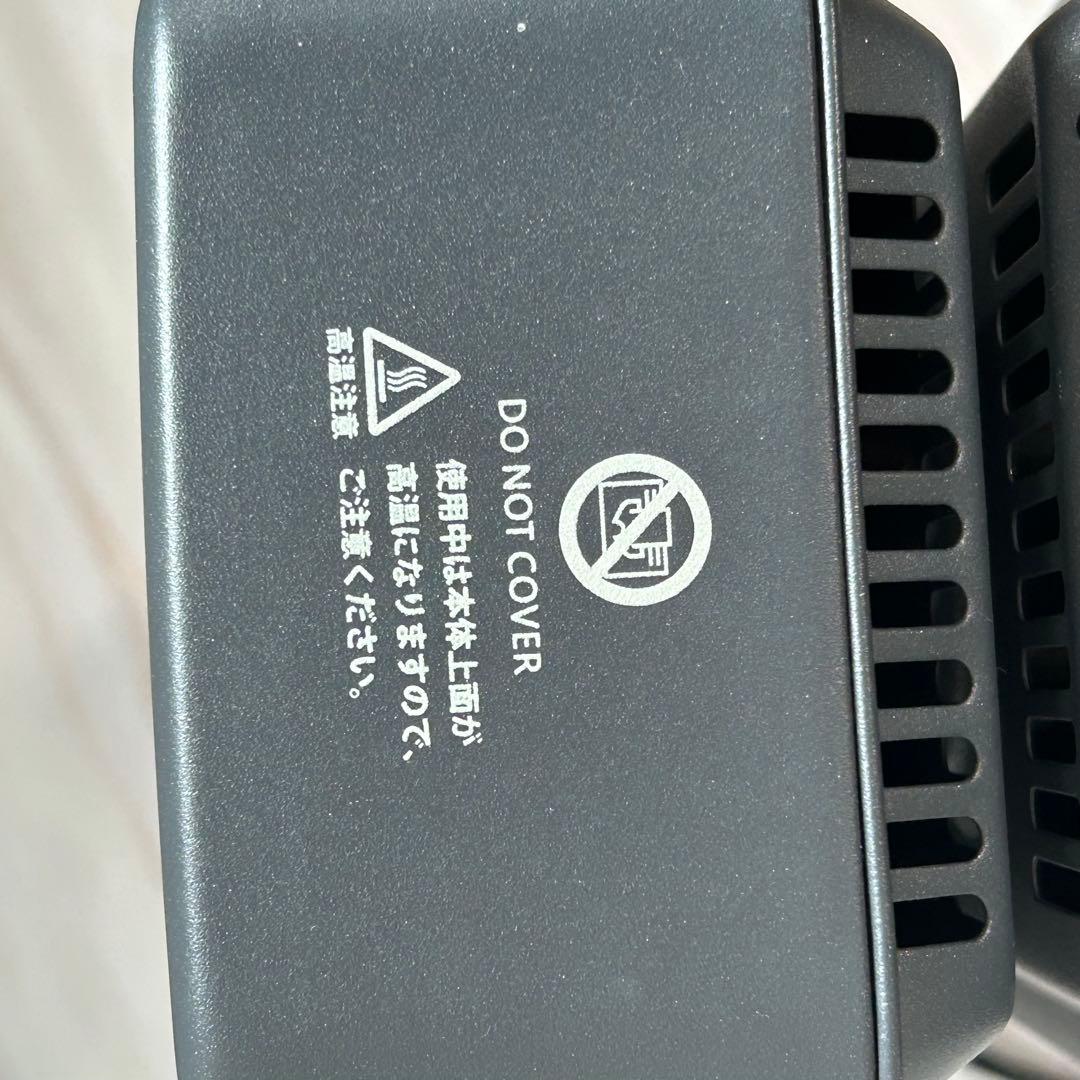 DO NOT COVER
高温注意
使用中は本体上面が
高温になりますので、
ご注意ください。